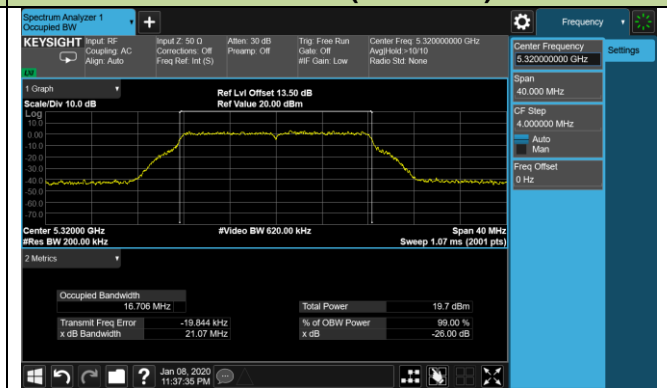 Spectrum Analyzer 1
Occupied BW
Frequency
KEYSIGHT
Input: RF
Coupling: AC
Align: Auto
Input Z: 50 Ω
Corrections: Off
Freq Ref: Int (S)
Atten: 30 dB
Preamp: Off
Trig: Free Run
Gate: Off
#IF Gain: Low
Center Freq: 5.320000000 GHz
Avg|Hold:>10/10
Radio Std: None
1 Graph
Scale/Div 10.0 dB
Ref Lvl Offset 13.50 dB
Ref Value 20.00 dBm
Log
10.0
0.00
-10.0
-20.0
-30.0
-40.0
-50.0
-60.0
-70.0
Center 5.32000 GHz
#Res BW 200.00 kHz
#Video BW 620.00 kHz
Span 40 MHz
Sweep 1.07 ms (2001 pts)
2 Metrics
Occupied Bandwidth
16.706 MHz
Total Power
19.7 dBm
Transmit Freq Error
-19.844 kHz
% of OBW Power
99.00 %
x dB Bandwidth
21.07 MHz
x dB
-26.00 dB
Center Frequency
5.320000000 GHz
Settings
Span
40.000 MHz
CF Step
4.000000 MHz
Auto
Man
Freq Offset
0 Hz
Jan 08, 2020
11:37:35 PM